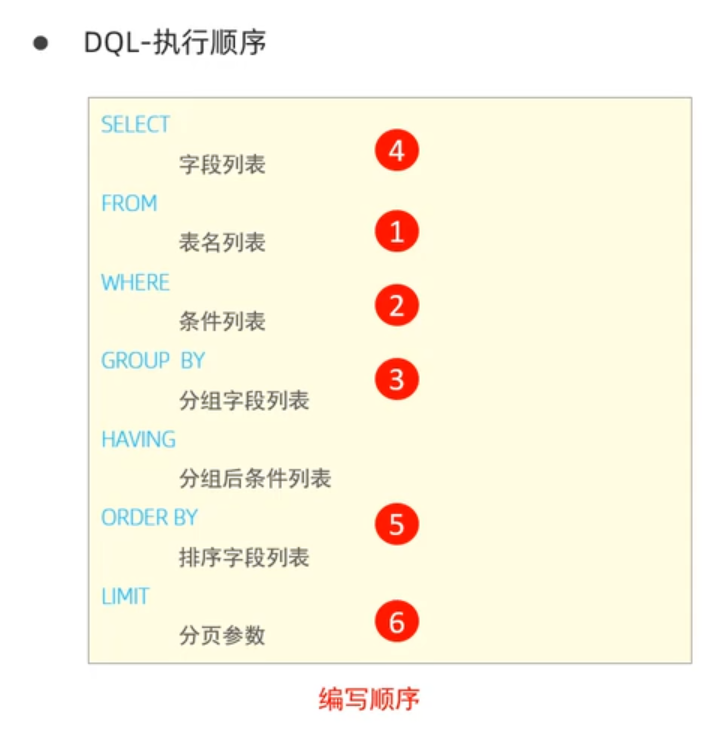 DQL-执行顺序
SELECT
字段列表
4
FROM
表名列表
1
WHERE
条件列表
2
GROUP BY
分组字段列表
3
HAVING
分组后条件列表
ORDER BY
排序字段列表
5
LIMIT
分页参数
6
编写顺序